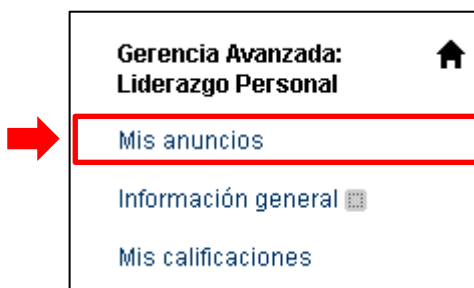 Gerencia Avanzada:
Liderazgo Personal
Mis anuncios
Información general
Mis calificaciones